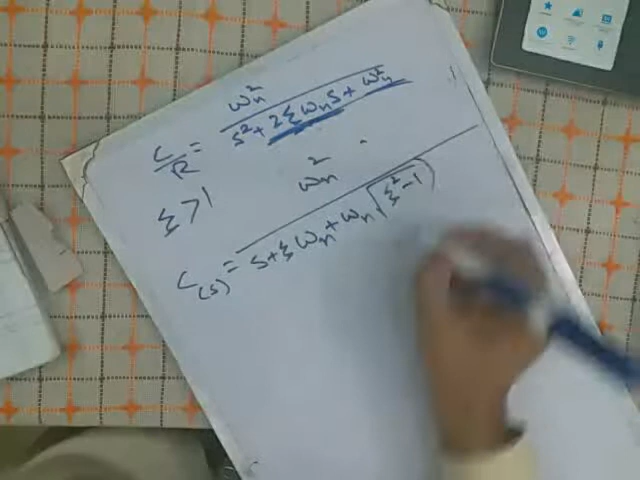 C/R = ωn² / s² + 2ξωns + ωn²
ξ > 1
C(s) = ωn² / s + ξωn + ωn√ξ² - 1)